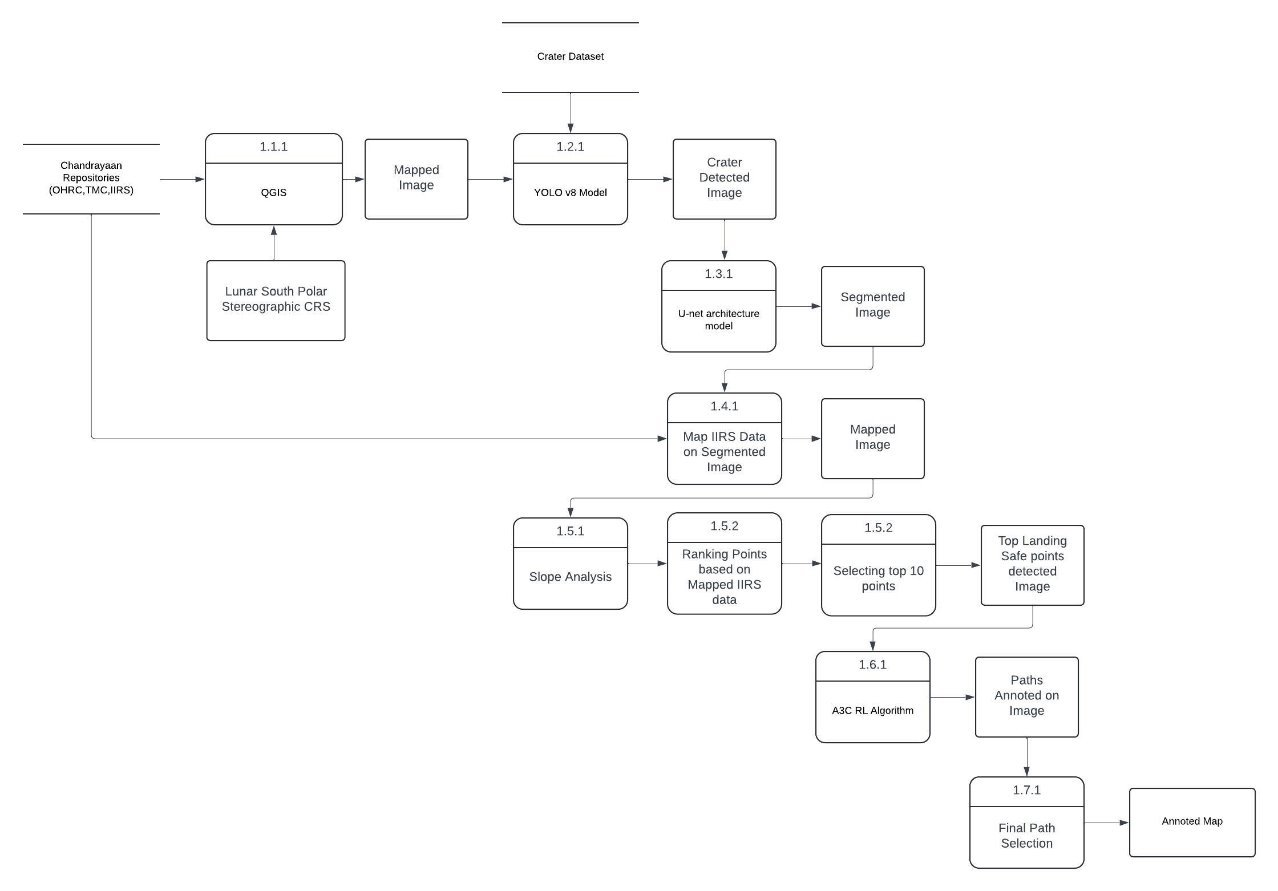 Crater Dataset
Chandrayaan
Repositories
(OHRC,TMC,IIRS)
1.1.1
QGIS
Mapped
Image
1.2.1
YOLO v8 Model
Crater
Detected
Image
Lunar South Polar
Stereographic CRS
1.3.1
U-net architecture
model
Segmented
Image
1.4.1
Map IIRS Data
on Segmented
Image
Mapped
Image
1.5.1
Slope Analysis
1.5.2
Ranking Points
based on
Mapped IIRS
data
1.5.2
Selecting top 10
points
Top Landing
Safe points
detected
Image
1.6.1
A3C RL Algorithm
Paths
Annoted on
Image
1.7.1
Final Path
Selection
Annoted Map